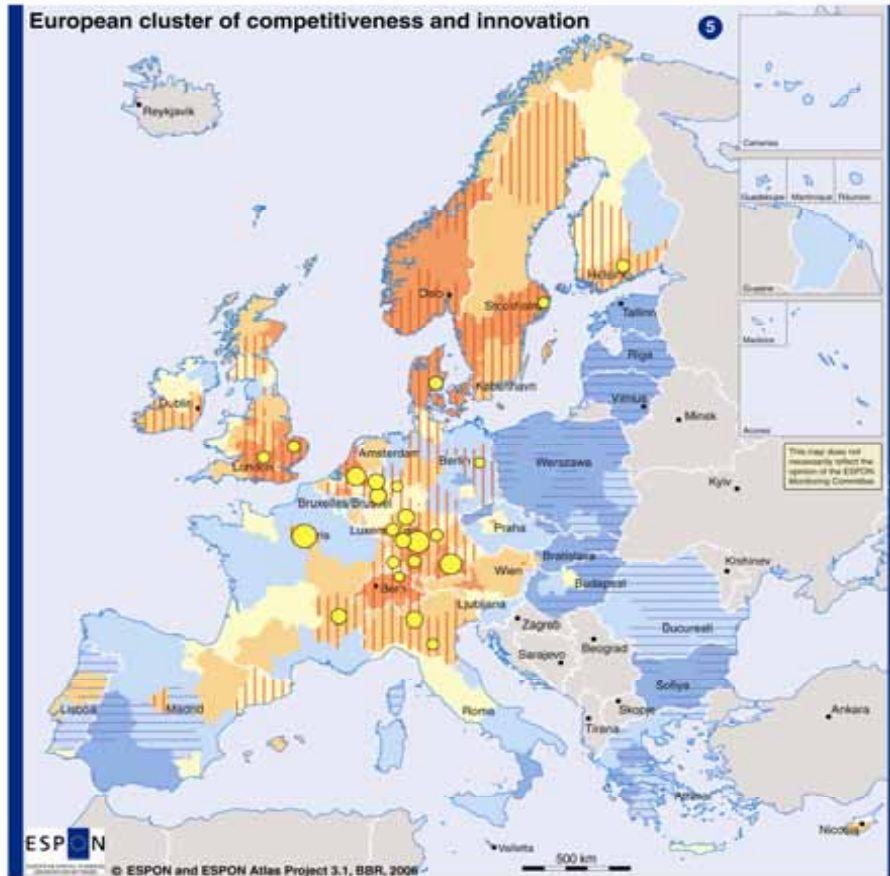 European cluster of competitiveness and innovation
5
Reykjavik
Canarias
Guadeloupe
Martinique
Réunion
Guyane
Madeira
Acores
This map does not
necessarily reflect the
opinion of the ESPON
Monitoring Committee
Helsinki
Oslo
Stockholm
Tallinn
Riga
Vilnius
København
Minsk
Dublin
London
Amsterdam
Berlin
Warszawa
Kyiv
Bruxelles/Brussel
Praha
Bratislava
Wien
Budapest
Kishinev
Bern
Ljubljana
Zagreb
Bucuresti
Beograd
Sarajevo
Sofiya
Skopje
Tirana
Ankara
Lisboa
Madrid
Roma
Nicosia
Valletta
500 km
ESPON
© ESPON and ESPON Atlas Project 3.1, BBR, 2006